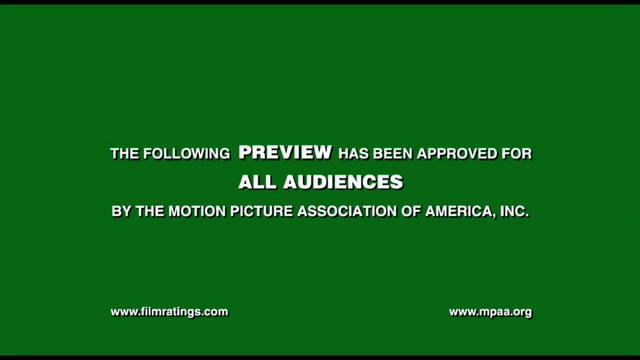 THE FOLLOWING PREVIEW HAS BEEN APPROVED FOR
ALL AUDIENCES
BY THE MOTION PICTURE ASSOCIATION OF AMERICA, INC.
www.filmratings.com www.mpaa.org